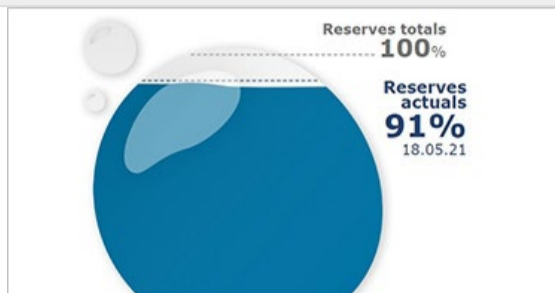 Reserves totals
100%
Reserves
actuals
91%
18.05.21